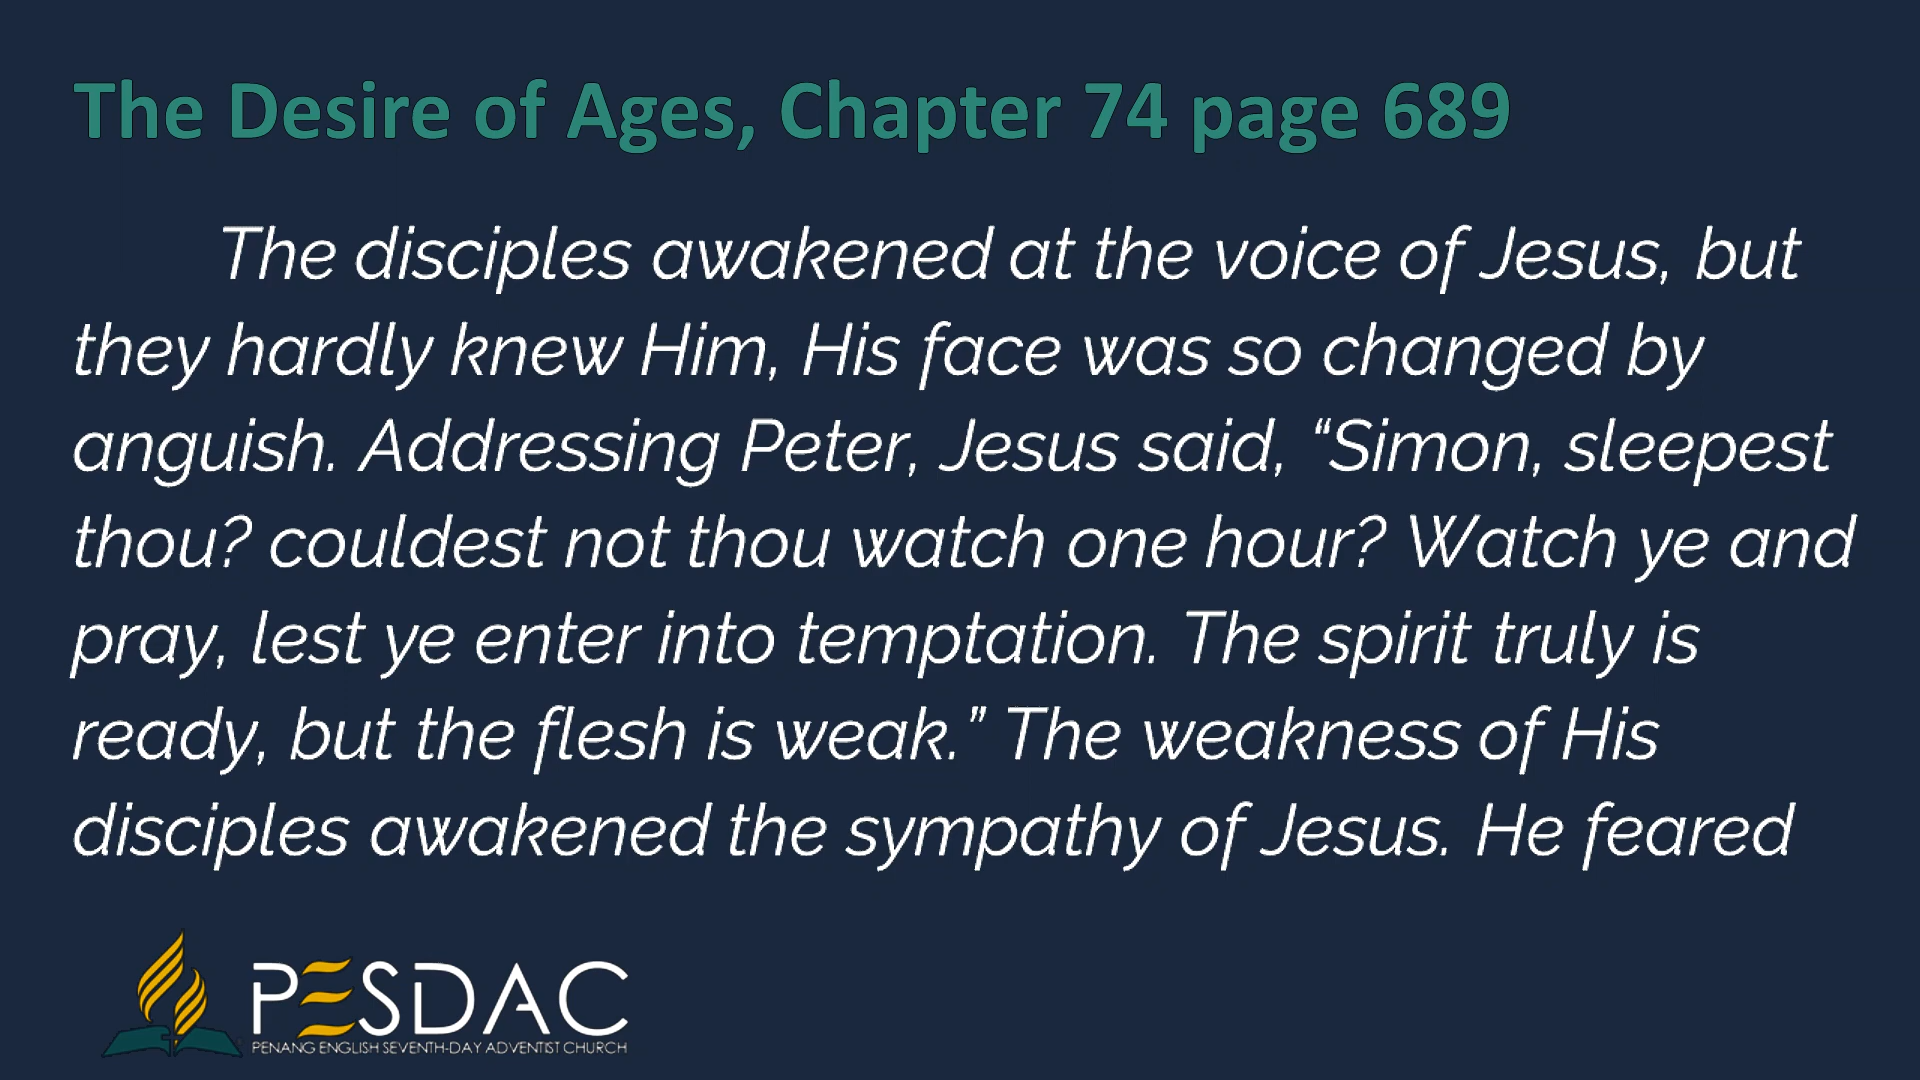 The Desire of Ages, Chapter 74 page 689
The disciples awakened at the voice of Jesus, but
they hardly knew Him, His face was so changed by
anguish. Addressing Peter, Jesus said, “Simon, sleepest
thou? couldest not thou watch one hour? Watch ye and
pray, lest ye enter into temptation. The spirit truly is
ready, but the flesh is weak.” The weakness of His
disciples awakened the sympathy of Jesus. He feared
PESDAC
PENANG ENGLISH SEVENTH-DAY ADVENTIST CHURCH